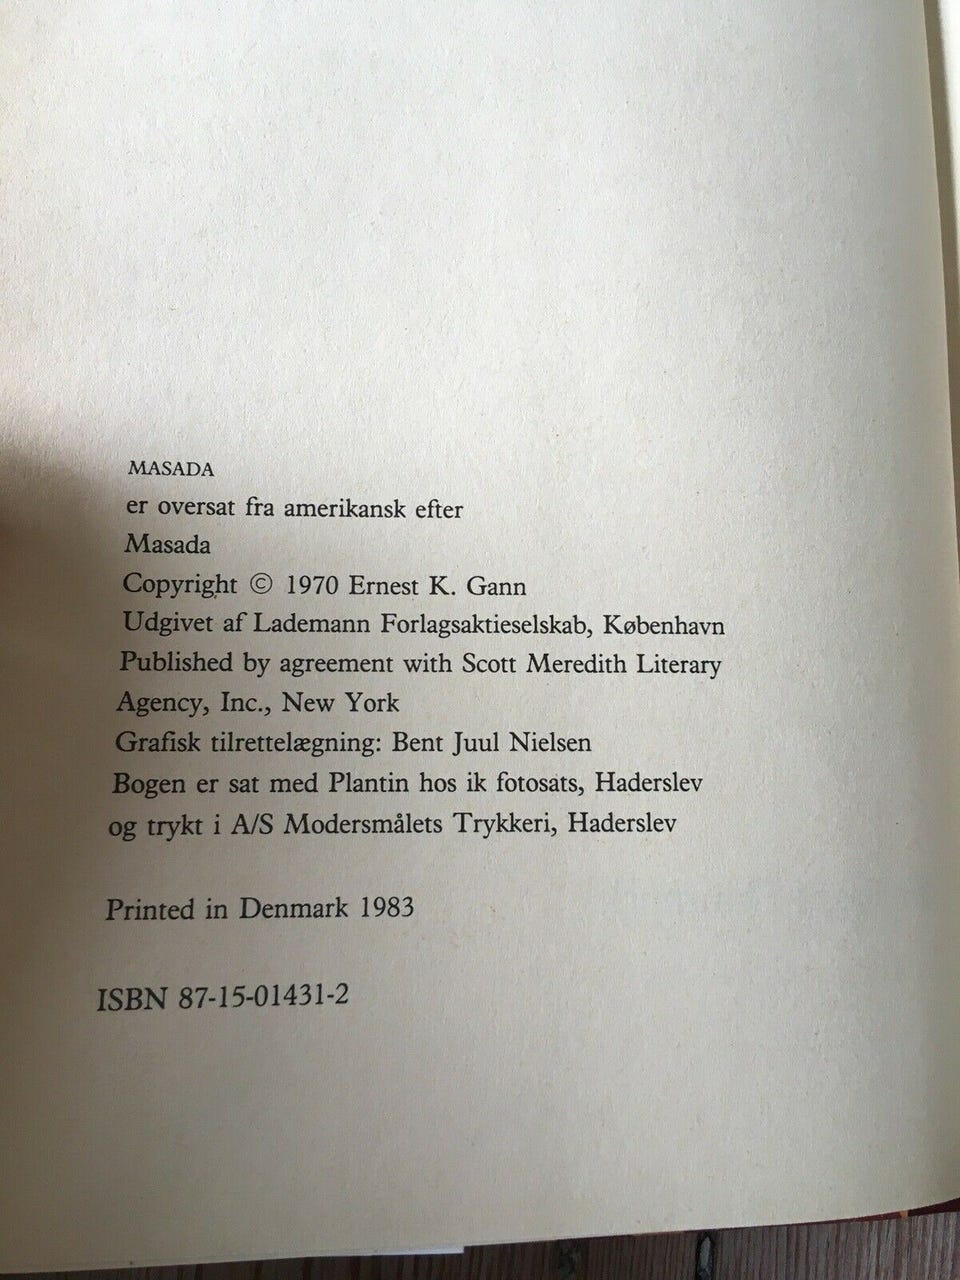 MASADA
er oversat fra amerikansk efter
Masada
Copyright © 1970 Ernest K. Gann
Udgivet af Lademann Forlagsaktieselskab, København
Published by agreement with Scott Meredith Literary
Agency, Inc., New York
Grafisk tilrettelægning: Bent Juul Nielsen
Bogen er sat med Plantin hos ik fotosats, Haderslev
og trykt i A/S Modersmålets Trykkeri, Haderslev
Printed in Denmark 1983
ISBN 87-15-01431-2